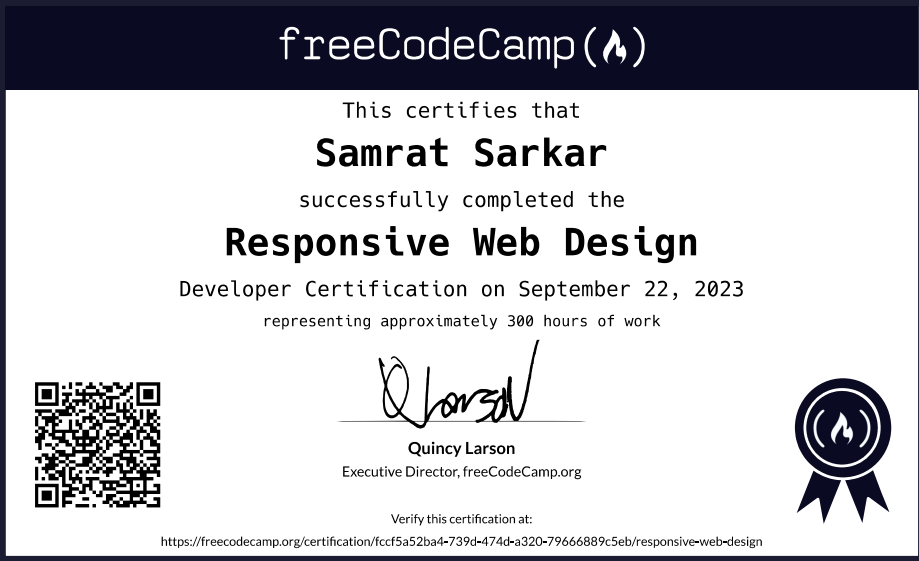 freeCodeCamp
This certifies that
Samrat Sarkar
successfully completed the
Responsive Web Design
Developer Certification on September 22, 2023
representing approximately 300 hours of work
Q Larson
Quincy Larson
Executive Director, freeCodeCamp.org
Verify this certification at:
https://freecodecamp.org/certification/fccf5a52ba4-739d-474d-a320-79666889c5eb/responsive-web-design